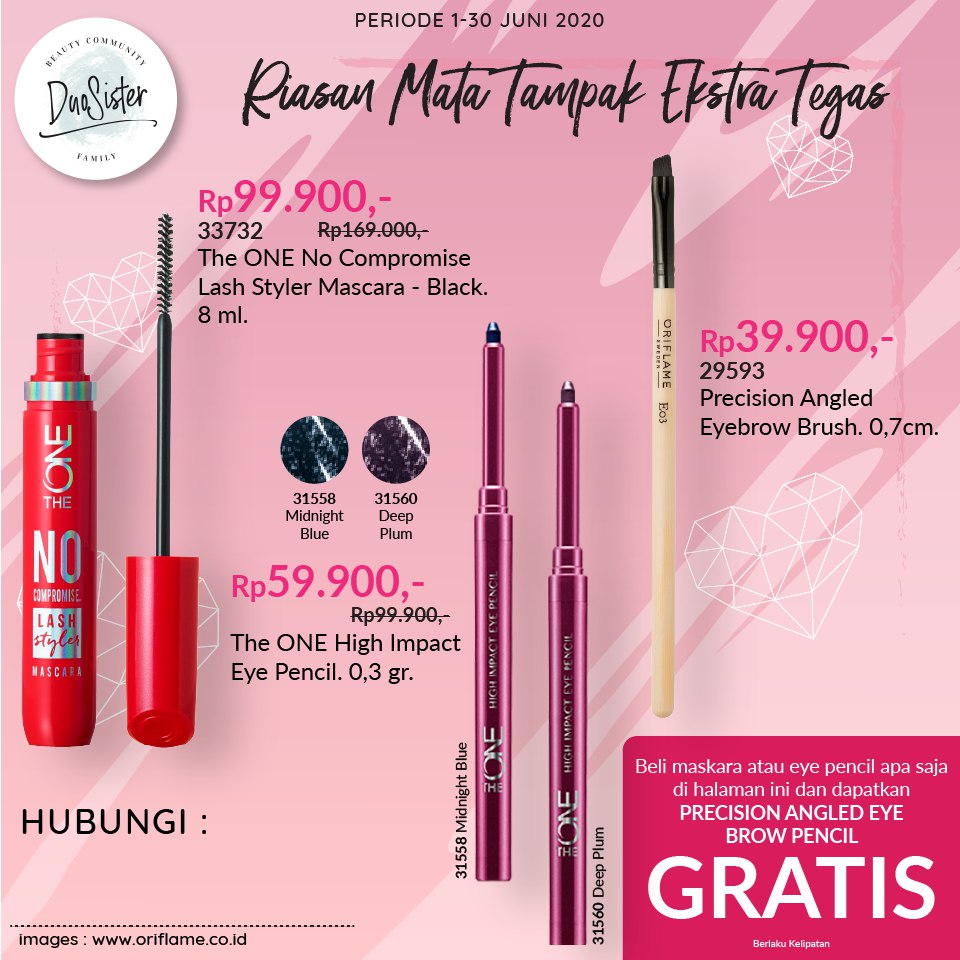 PERIODE 1-30 JUNI 2020
BEAUTY COMMUNITY
DuaSister
FAMILY
Riasan Mata Tampak Ekstra Tegas
Rp99.900,-
33732 Rp169.000,-
The ONE No Compromise
Lash Styler Mascara - Black.
8 ml.
ORIFLAME
SWEDEN
E03
Rp39.900,-
29593
Precision Angled
Eyebrow Brush. 0,7cm.
THE ONE
NO
COMPROMISE
LASH
styler
MASCARA
31558
Midnight
Blue
31560
Deep
Plum
Rp59.900,-
Rp99.900,-
The ONE High Impact
Eye Pencil. 0,3 gr.
THE ONE HIGH IMPACT EYE PENCIL
THE ONE HIGH IMPACT EYE PENCIL
31558 Midnight Blue
31560 Deep Plum
Beli maskara atau eye pencil apa saja
di halaman ini dan dapatkan
PRECISION ANGLED EYE
BROW PENCIL
GRATIS
Berlaku Kelipatan
HUBUNGI :
images : www.oriflame.co.id